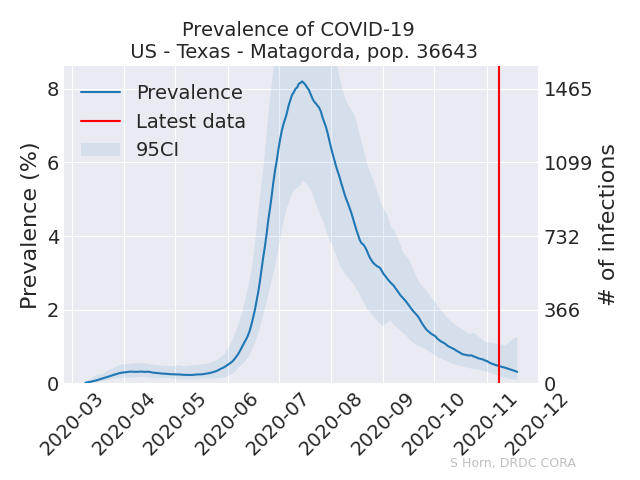 Prevalence of COVID-19
US - Texas - Matagorda, pop. 36643
Prevalence
Latest data
95CI
Prevalence (%)
8
6
4
2
0
1465
1099
732
366
0
# of infections
2020-03
2020-04
2020-05
2020-06
2020-07
2020-08
2020-09
2020-10
2020-11
2020-12
S Horn, DRDC CORA